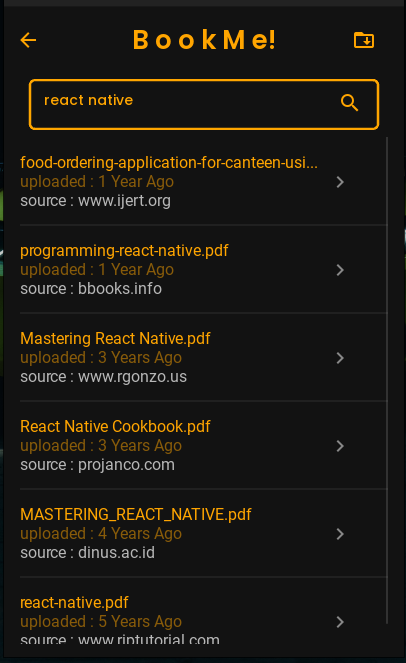 BookMe!
react native
food-ordering-application-for-canteen-usi...
uploaded : 1 Year Ago
source : www.ijert.org
programming-react-native.pdf
uploaded : 1 Year Ago
source : bbooks.info
Mastering React Native.pdf
uploaded : 3 Years Ago
source : www.rgonzo.us
React Native Cookbook.pdf
uploaded : 3 Years Ago
source : projanco.com
MASTERING_REACT_NATIVE.pdf
uploaded : 4 Years Ago
source : dinus.ac.id
react-native.pdf
uploaded : 5 Years Ago
source : www.riptutorial.com